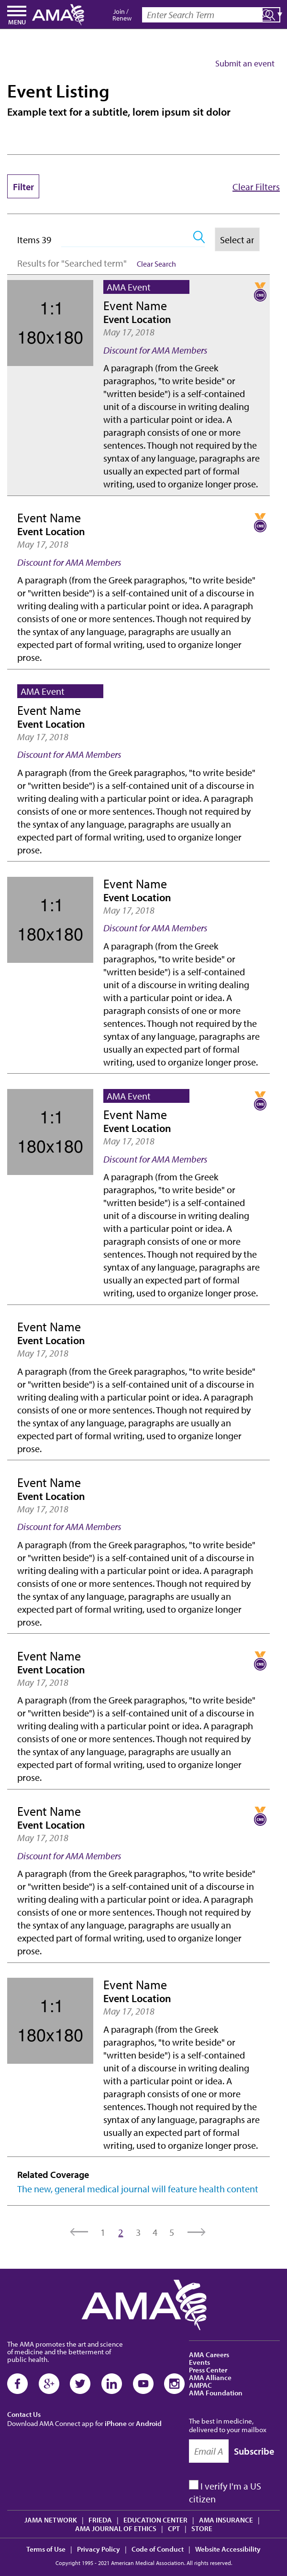 MENU
AMA
Join /
Renew
Enter Search Term
Submit an event
Event Listing
Example text for a subtitle, lorem ipsum sit dolor
Filter
Clear Filters
Items 39
Select ar
Results for "Searched term"
Clear Search
1:1
180x180
AMA Event
CME
Event Name
Event Location
May 17, 2018
Discount for AMA Members
A paragraph (from the Greek
paragraphos, "to write beside" or
"written beside") is a self-contained
unit of a discourse in writing dealing
with a particular point or idea. A
paragraph consists of one or more
sentences. Though not required by the
syntax of any language, paragraphs are
usually an expected part of formal
writing, used to organize longer prose.
Event Name
CME
Event Location
May 17, 2018
Discount for AMA Members
A paragraph (from the Greek paragraphos, "to write beside"
or "written beside") is a self-contained unit of a discourse in
writing dealing with a particular point or idea. A paragraph
consists of one or more sentences. Though not required by
the syntax of any language, paragraphs are usually an
expected part of formal writing, used to organize longer
prose.
AMA Event
Event Name
Event Location
May 17, 2018
Discount for AMA Members
A paragraph (from the Greek paragraphos, "to write beside"
or "written beside") is a self-contained unit of a discourse in
writing dealing with a particular point or idea. A paragraph
consists of one or more sentences. Though not required by
the syntax of any language, paragraphs are usually an
expected part of formal writing, used to organize longer
prose.
1:1
180x180
Event Name
Event Location
May 17, 2018
Discount for AMA Members
A paragraph (from the Greek
paragraphos, "to write beside" or
"written beside") is a self-contained
unit of a discourse in writing dealing
with a particular point or idea. A
paragraph consists of one or more
sentences. Though not required by the
syntax of any language, paragraphs are
usually an expected part of formal
writing, used to organize longer prose.
1:1
180x180
AMA Event
CME
Event Name
Event Location
May 17, 2018
Discount for AMA Members
A paragraph (from the Greek
paragraphos, "to write beside" or
"written beside") is a self-contained
unit of a discourse in writing dealing
with a particular point or idea. A
paragraph consists of one or more
sentences. Though not required by the
syntax of any language, paragraphs are
usually an expected part of formal
writing, used to organize longer prose.
Event Name
Event Location
May 17, 2018
A paragraph (from the Greek paragraphos, "to write beside"
or "written beside") is a self-contained unit of a discourse in
writing dealing with a particular point or idea. A paragraph
consists of one or more sentences. Though not required by
the syntax of any language, paragraphs are usually an
expected part of formal writing, used to organize longer
prose.
Event Name
Event Location
May 17, 2018
Discount for AMA Members
A paragraph (from the Greek paragraphos, "to write beside"
or "written beside") is a self-contained unit of a discourse in
writing dealing with a particular point or idea. A paragraph
consists of one or more sentences. Though not required by
the syntax of any language, paragraphs are usually an
expected part of formal writing, used to organize longer
prose.
Event Name
CME
Event Location
May 17, 2018
A paragraph (from the Greek paragraphos, "to write beside"
or "written beside") is a self-contained unit of a discourse in
writing dealing with a particular point or idea. A paragraph
consists of one or more sentences. Though not required by
the syntax of any language, paragraphs are usually an
expected part of formal writing, used to organize longer
prose.
Event Name
CME
Event Location
May 17, 2018
Discount for AMA Members
A paragraph (from the Greek paragraphos, "to write beside"
or "written beside") is a self-contained unit of a discourse in
writing dealing with a particular point or idea. A paragraph
consists of one or more sentences. Though not required by
the syntax of any language, paragraphs are usually an
expected part of formal writing, used to organize longer
prose.
1:1
180x180
Event Name
Event Location
May 17, 2018
A paragraph (from the Greek
paragraphos, "to write beside" or
"written beside") is a self-contained
unit of a discourse in writing dealing
with a particular point or idea. A
paragraph consists of one or more
sentences. Though not required by the
syntax of any language, paragraphs are
usually an expected part of formal
writing, used to organize longer prose.
Related Coverage
The new, general medical journal will feature health content
1 2 3 4 5
AMA
The AMA promotes the art and science
of medicine and the betterment of
public health.
Contact Us
Download AMA Connect app for iPhone or Android
AMA Careers
Events
Press Center
AMA Alliance
AMPAC
AMA Foundation
The best in medicine,
delivered to your mailbox
Email A
Subscribe
I verify I'm a US
citizen
JAMA NETWORK | FRIEDA | EDUCATION CENTER | AMA INSURANCE |
AMA JOURNAL OF ETHICS | CPT | STORE
Terms of Use | Privacy Policy | Code of Conduct | Website Accessibility
Copyright 1995 - 2021 American Medical Association. All rights reserved.